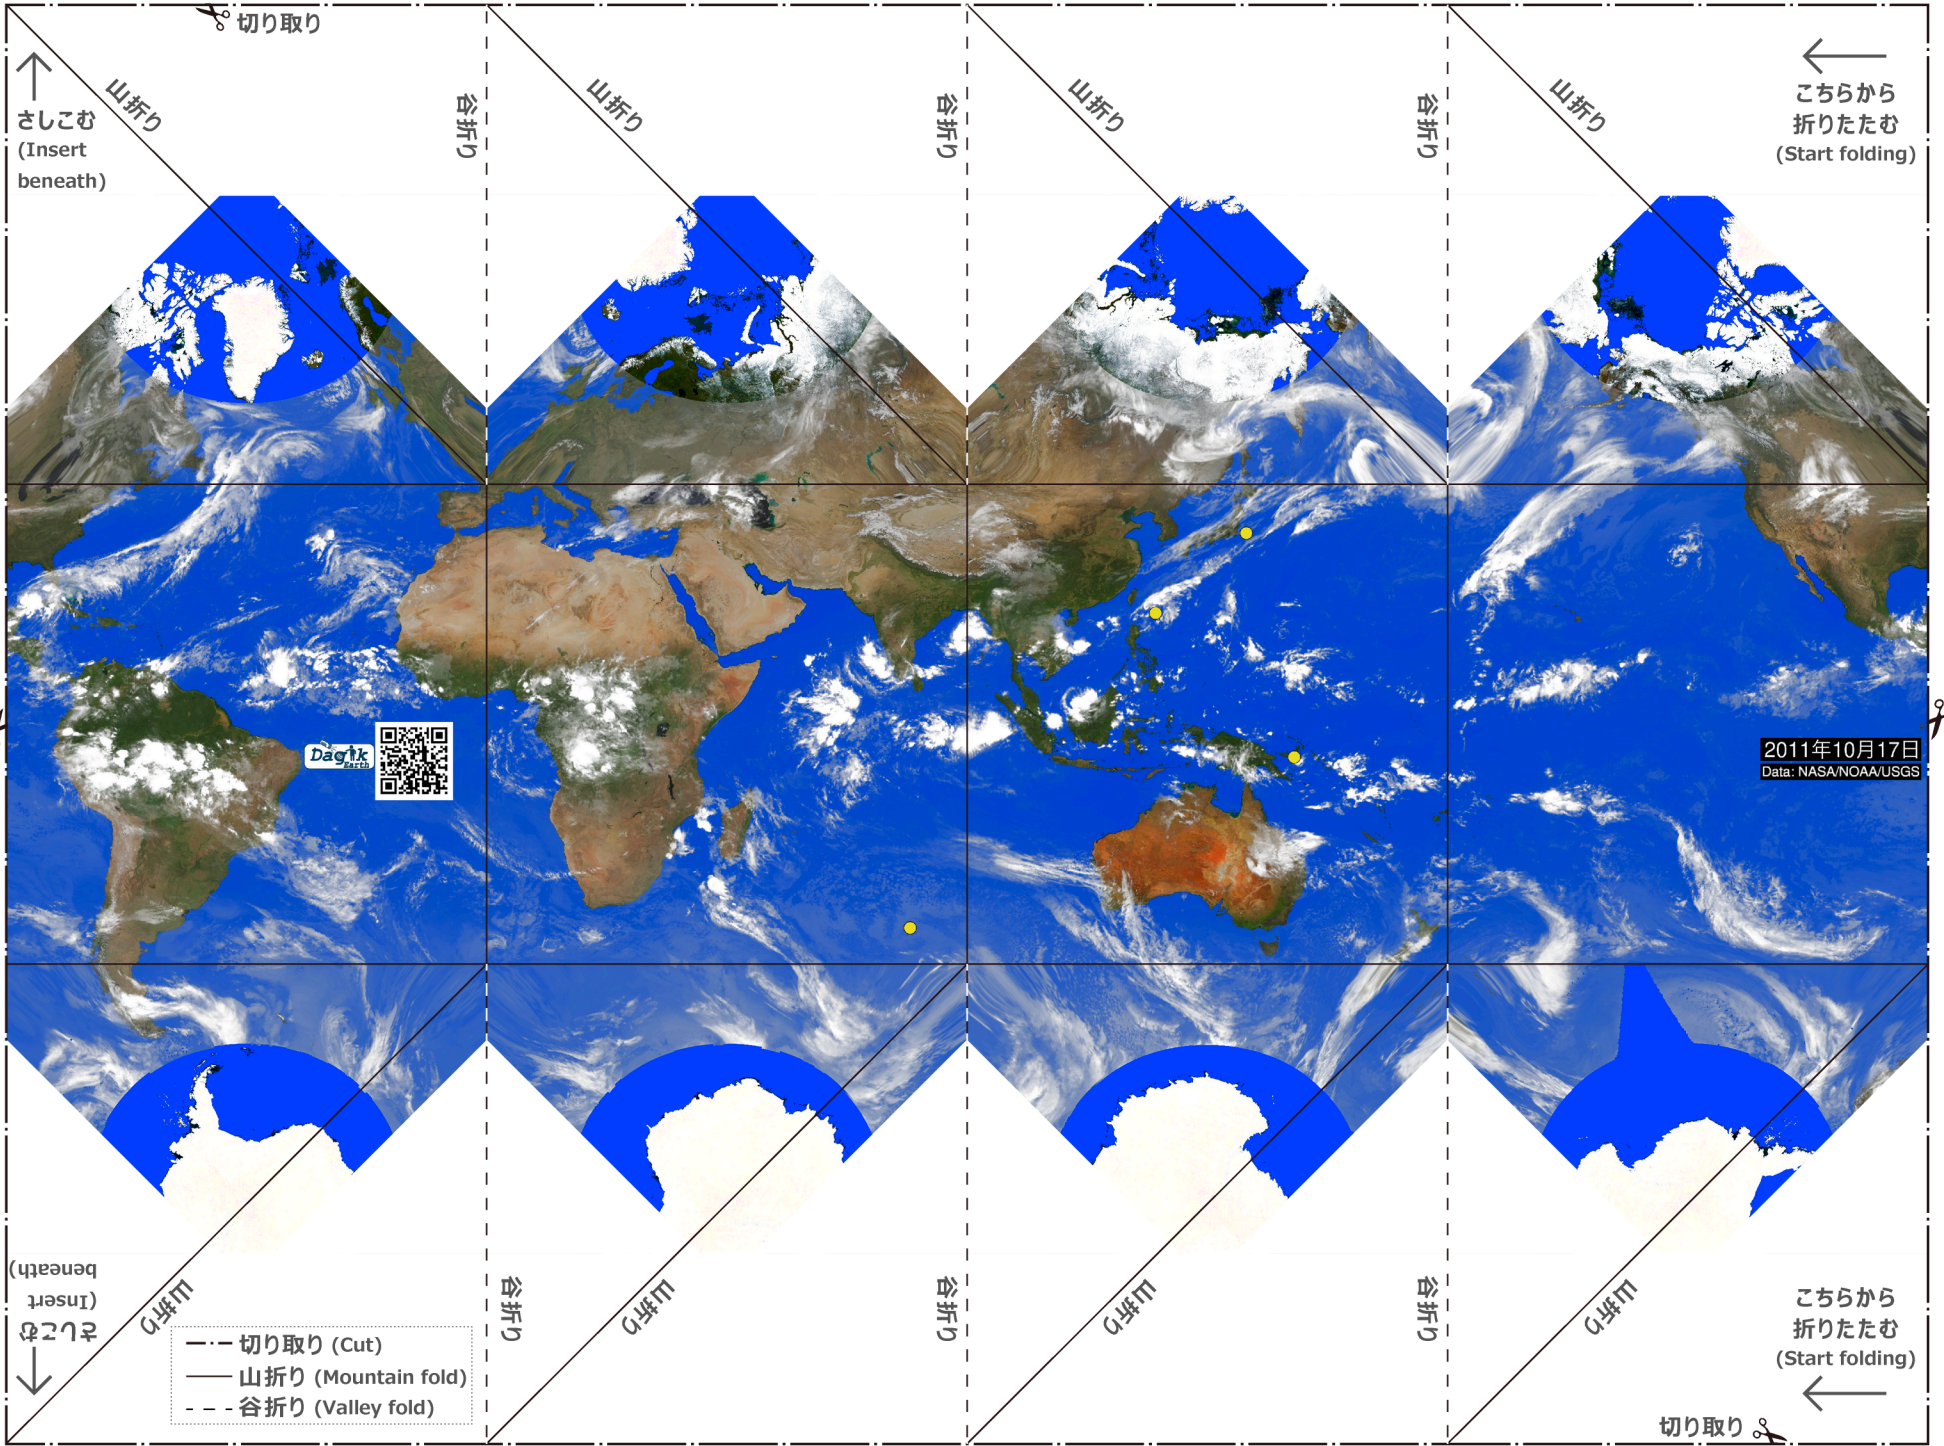 切り取り
山折り
山折り
山折り
山折り
谷折り
谷折り
谷折り
さしこむ
(Insert
beneath)
こちらから
折りたたむ
(Start folding)
Dagik
Earth
2011年10月17日
Data: NASA/NOAA/USGS
さしこむ
(Insert
beneath)
山折り
山折り
山折り
山折り
谷折り
谷折り
谷折り
切り取り (Cut)
山折り (Mountain fold)
谷折り (Valley fold)
こちらから
折りたたむ
(Start folding)
切り取り